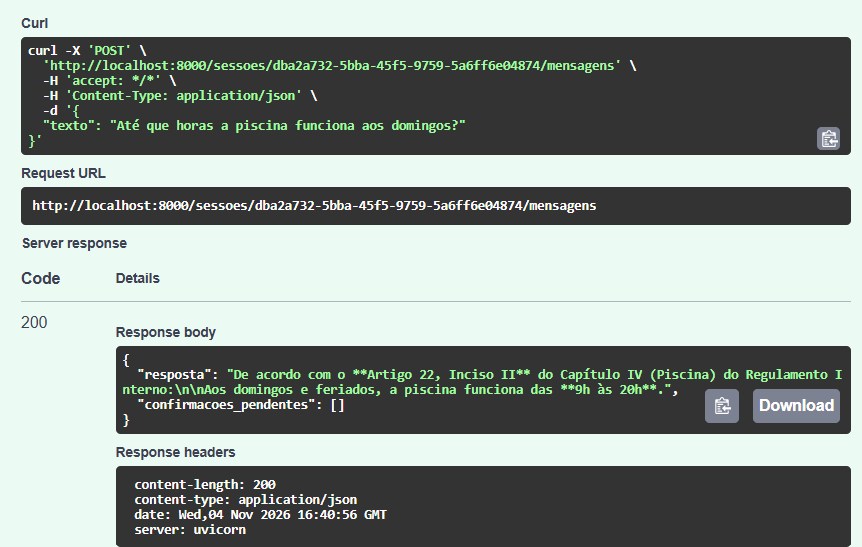 Curl
curl -X 'POST' \
  'http://localhost:8000/sessoes/dba2a732-5bba-45f5-9759-5a6ff6e04874/mensagens' \
  -H 'accept: */*' \
  -H 'Content-Type: application/json' \
  -d '{
  "texto": "Até que horas a piscina funciona aos domingos?"
}'
Request URL
http://localhost:8000/sessoes/dba2a732-5bba-45f5-9759-5a6ff6e04874/mensagens
Server response
Code Details
200
Response body
{
  "resposta": "De acordo com o **Artigo 22, Inciso II** do Capítulo IV (Piscina) do Regulamento I
nterno:\n\nAos domingos e feriados, a piscina funciona das **9h às 20h**.",
  "confirmacoes_pendentes": []
}
Download
Response headers
content-length: 200
content-type: application/json
date: Wed,04 Nov 2026 16:40:56 GMT
server: uvicorn